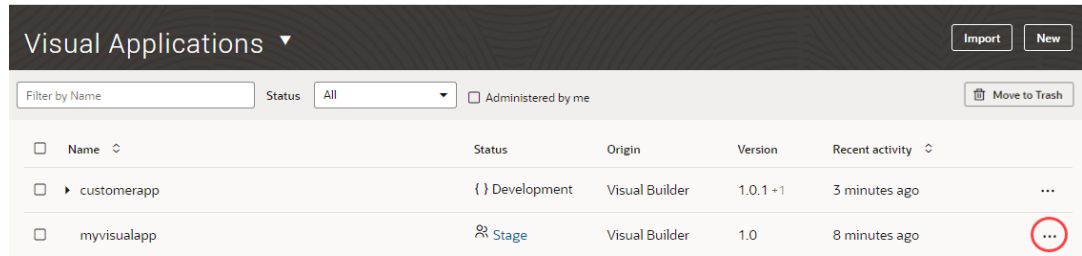 Visual Applications ▼ Import New
Filter by Name Status All Administered by me Move to Trash
Name Status Origin Version Recent activity
customerapp { } Development Visual Builder 1.0.1 +1 3 minutes ago ...
myvisualapp Stage Visual Builder 1.0 8 minutes ago ...